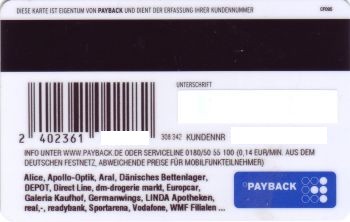 DIESE KARTE IST EIGENTUM VON PAYBACK UND DIENT DER ERFASSUNG IHRER KUNDENNUMMER
CF095
UNTERSCHRIFT
2 402361
308 342 KUNDENNR
INFO UNTER WWW.PAYBACK.DE ODER SERVICELINE 0180/50 55 100 (0,14 EUR/MIN. AUS DEM
DEUTSCHEN FESTNETZ, ABWEICHENDE PREISE FÜR MOBILFUNKTEILNEHMER)
Alice, Apollo-Optik, Aral, Dänisches Bettenlager,
DEPOT, Direct Line, dm-drogerie markt, Europcar,
Galeria Kaufhof, Germanwings, LINDA Apotheken,
real,-, readybank, Sportarena, Vodafone, WMF Filialen ...
PAYBACK